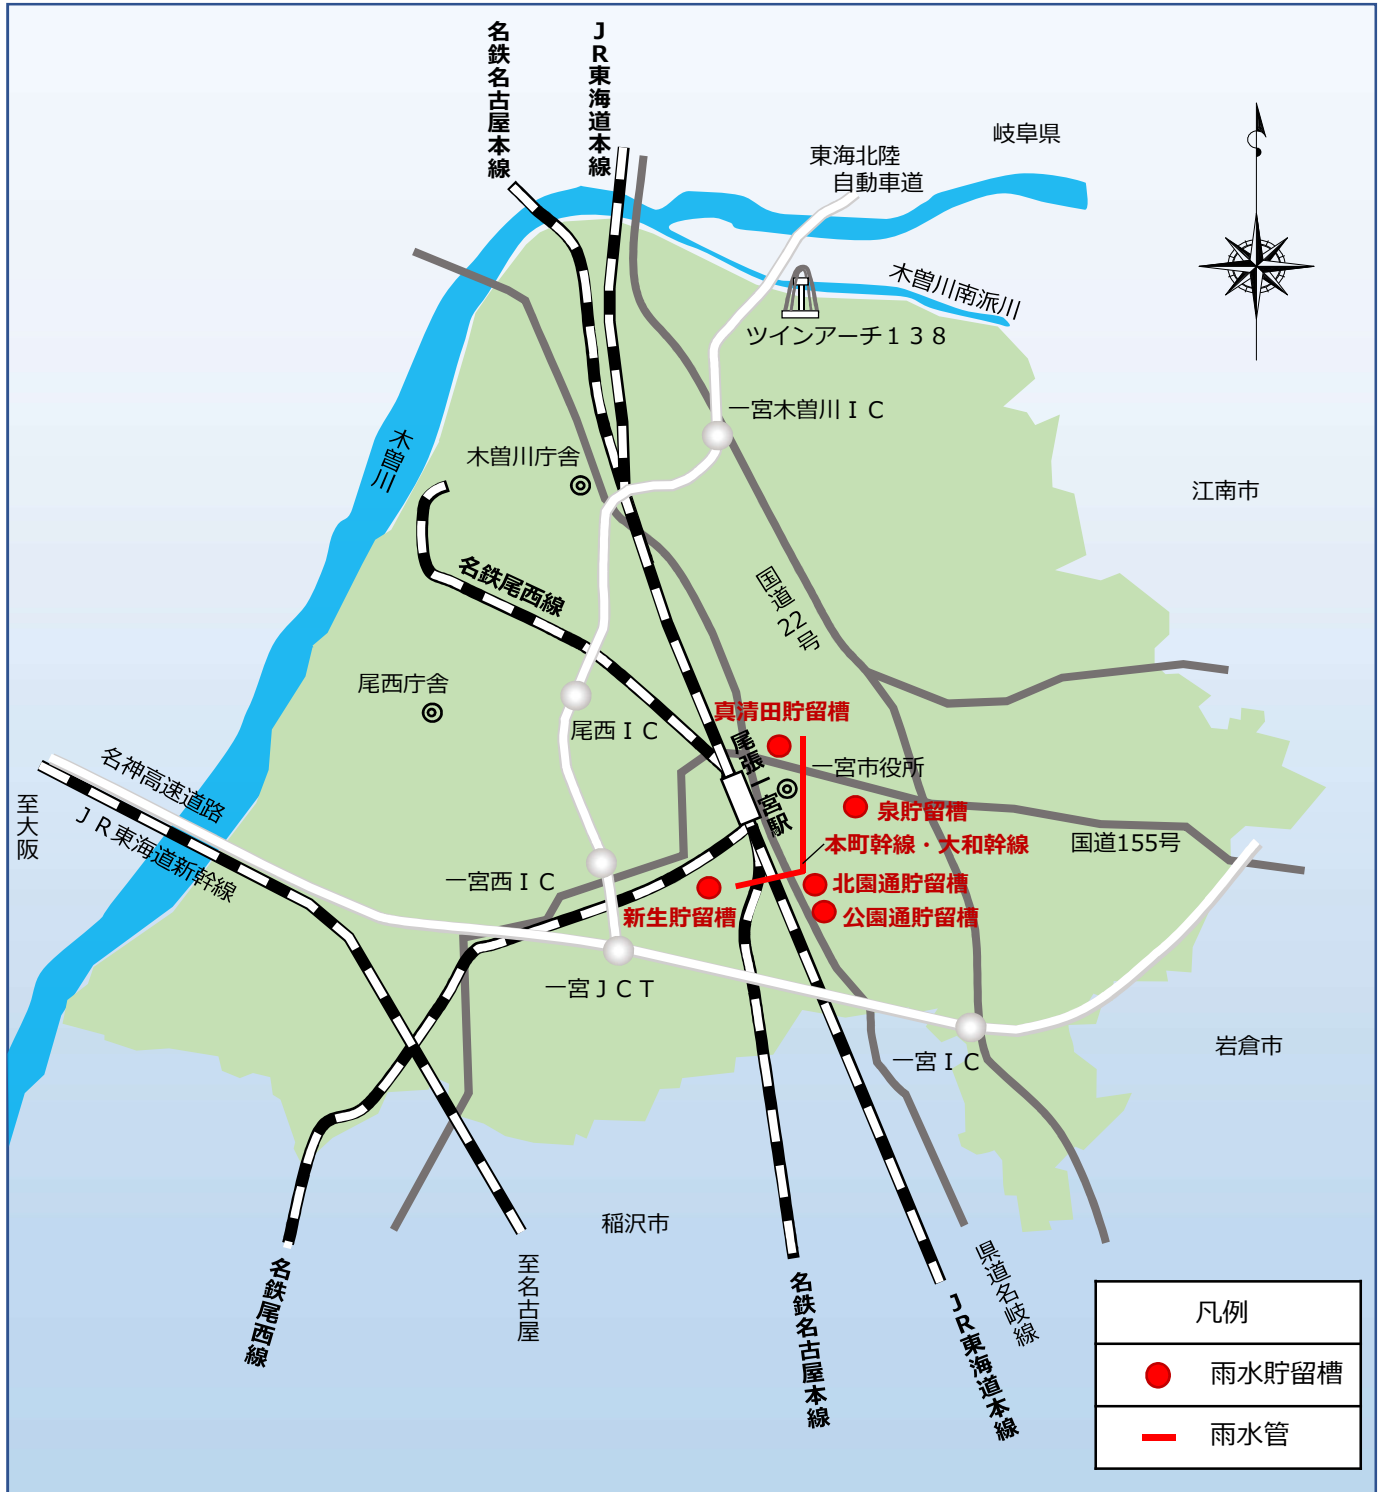 名鉄名古屋本線
ＪＲ東海道本線
岐阜県
東海北陸
自動車道
木曽川南派川
ツインアーチ１３８
一宮木曽川ＩＣ
木曽川
木曽川庁舎
江南市
名鉄尾西線
国道22号
尾西庁舎
尾西ＩＣ
真清田貯留槽
尾張一宮駅
一宮市役所
名神高速道路
至大阪
ＪＲ東海道新幹線
泉貯留槽
本町幹線・大和幹線
国道155号
一宮西ＩＣ
北園通貯留槽
新生貯留槽
公園通貯留槽
一宮ＪＣＴ
一宮ＩＣ
岩倉市
稲沢市
名鉄尾西線
至名古屋
名鉄名古屋本線
ＪＲ東海道本線
県道名岐線
凡例
雨水貯留槽
雨水管